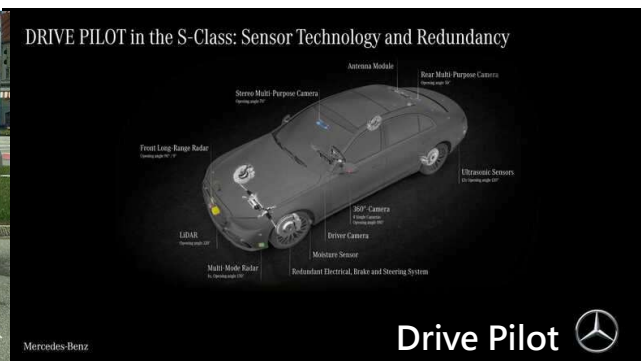 DRIVE PILOT in the S-Class: Sensor Technology and Redundancy
Antenna Module
Rear Multi-Purpose Camera
Stereo Multi-Purpose Camera
Front Long-Range Radar
Ultrasonic Sensors
360°-Camera
LiDAR
Driver Camera
Moisture Sensor
Multi-Mode Radar
Redundant Electrical, Brake and Steering System
Mercedes-Benz
Drive Pilot